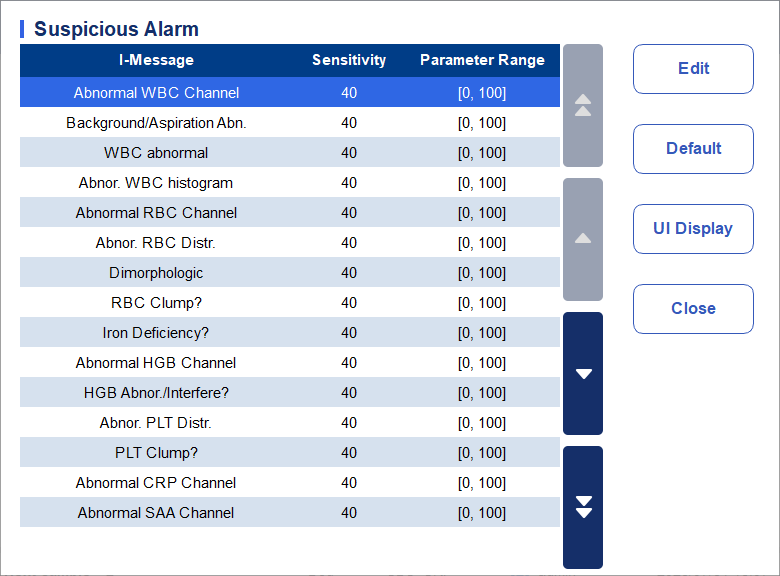 Suspicious Alarm
I-Message Sensitivity Parameter Range
Abnormal WBC Channel 40 [0, 100]
Background/Aspiration Abn. 40 [0, 100]
WBC abnormal 40 [0, 100]
Abnor. WBC histogram 40 [0, 100]
Abnormal RBC Channel 40 [0, 100]
Abnor. RBC Distr. 40 [0, 100]
Dimorphologic 40 [0, 100]
RBC Clump? 40 [0, 100]
Iron Deficiency? 40 [0, 100]
Abnormal HGB Channel 40 [0, 100]
HGB Abnor./Interfere? 40 [0, 100]
Abnor. PLT Distr. 40 [0, 100]
PLT Clump? 40 [0, 100]
Abnormal CRP Channel 40 [0, 100]
Abnormal SAA Channel 40 [0, 100]
Edit
Default
UI Display
Close